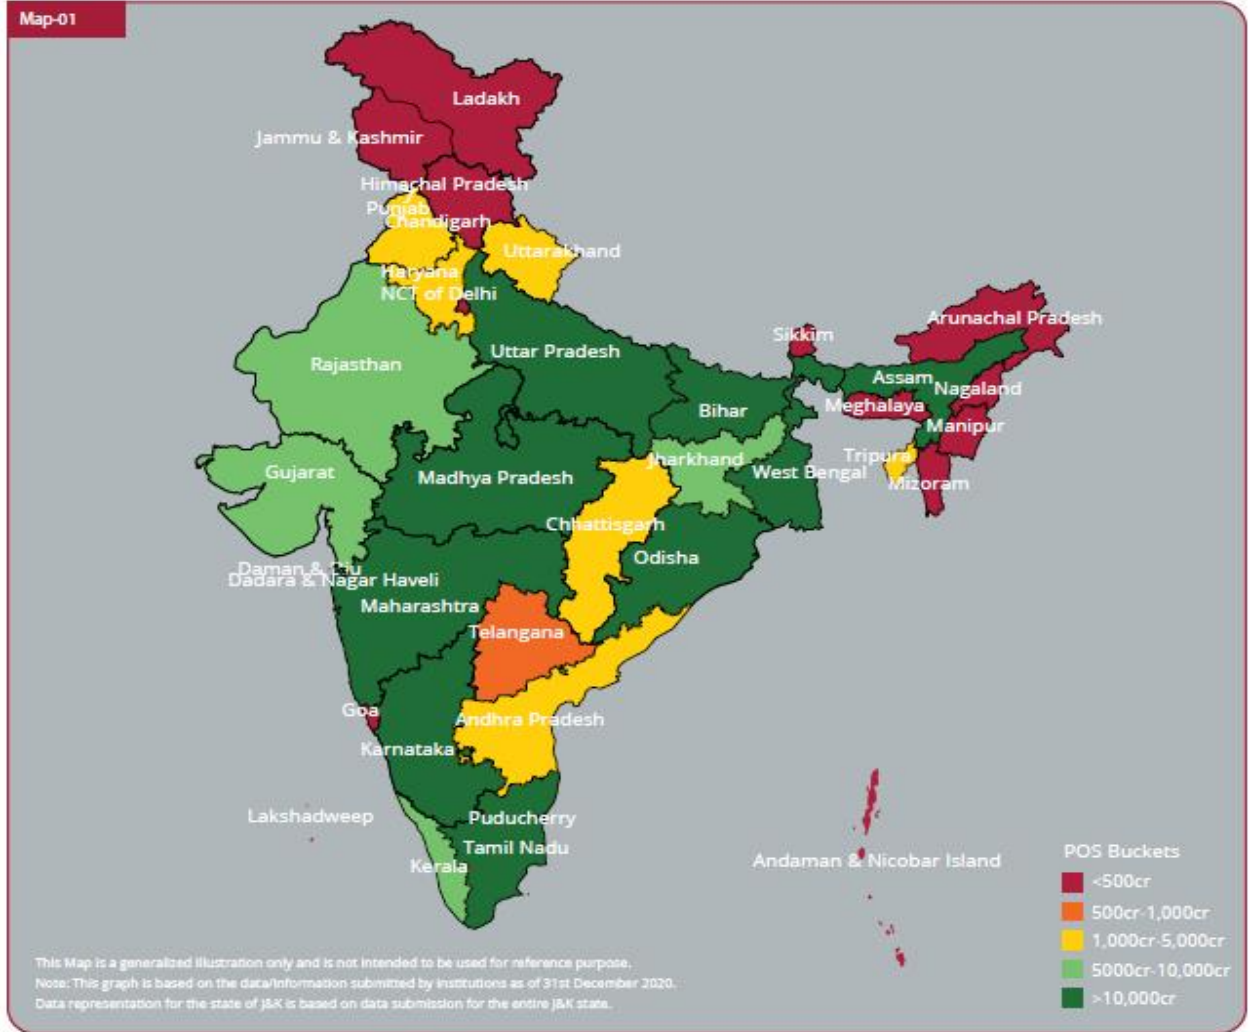 Map-01
Ladakh
Jammu & Kashmir
Himachal Pradesh
Punjab
Chandigarh
Uttarakhand
Haryana
NCT of Delhi
Arunachal Pradesh
Sikkim
Uttar Pradesh
Rajasthan
Assam
Nagaland
Meghalaya
Bihar
Manipur
Tripura
Jharkhand
Gujarat
West Bengal
Madhya Pradesh
Mizoram
Chhattisgarh
Odisha
Daman & Diu
Dadara & Nagar Haveli
Maharashtra
Telangana
Goa
Andhra Pradesh
Karnataka
Lakshadweep
Puducherry
Tamil Nadu
Kerala
Andaman & Nicobar Island
POS Buckets
<500cr
500cr-1,000cr
1,000cr-5,000cr
5000cr-10,000cr
>10,000cr
This Map is a generalized illustration only and is not intended to be used for reference purpose.
Note: This graph is based on the data/information submitted by institutions as of 31st December 2020.
Data representation for the state of J&K is based on data submission for the entire J&K state.